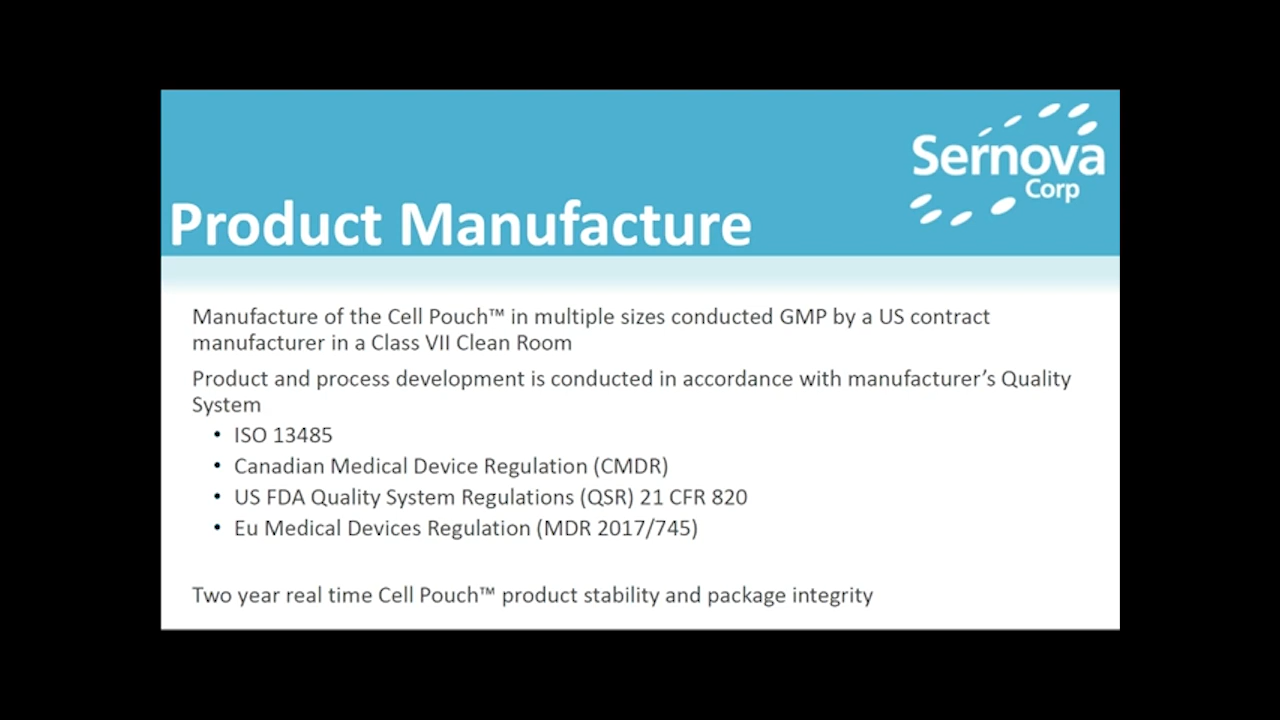 Sernova
Corp
Product Manufacture
Manufacture of the Cell Pouch™ in multiple sizes conducted GMP by a US contract
manufacturer in a Class VII Clean Room
Product and process development is conducted in accordance with manufacturer’s Quality
System
• ISO 13485
• Canadian Medical Device Regulation (CMDR)
• US FDA Quality System Regulations (QSR) 21 CFR 820
• Eu Medical Devices Regulation (MDR 2017/745)
Two year real time Cell Pouch™ product stability and package integrity